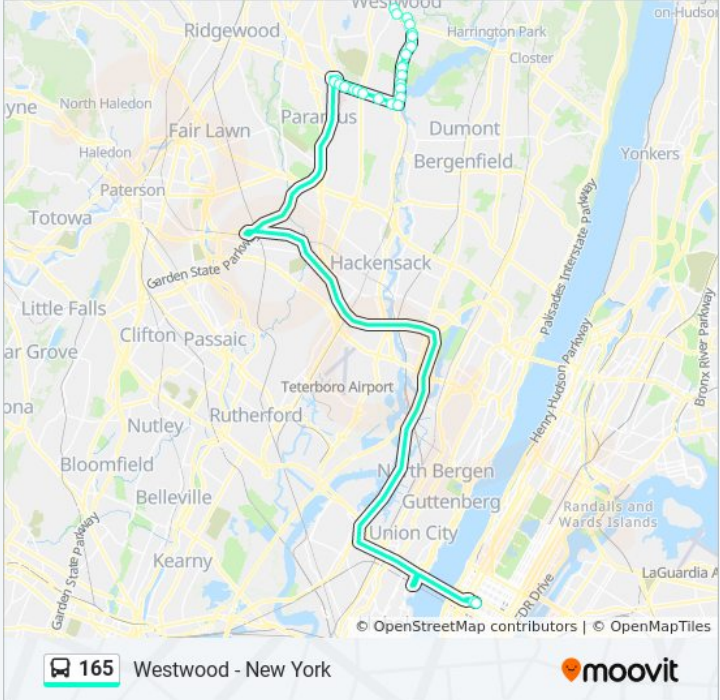 Westwood
on-Hudson
Ridgewood
Harrington Park
Closter
yne
North Haledon
Paramus
Fair Lawn
Dumont
Haledon
Bergenfield
Yonkers
Paterson
Totowa
Palisades Interstate Parkway
Garden State Parkway
Hackensack
Little Falls
Clifton
Passaic
Bronx River Parkway
ar Grove
Henry Hudson Parkway
Teterboro Airport
ona
Rutherford
Nutley
Bloomfield
North Bergen
Belleville
Guttenberg
Randalls and
Wards Islands
Garden State Parkway
Union City
Kearny
LaGuardia A
FDR Drive
© OpenStreetMap contributors | © OpenMapTiles
165 Westwood - New York
moovit